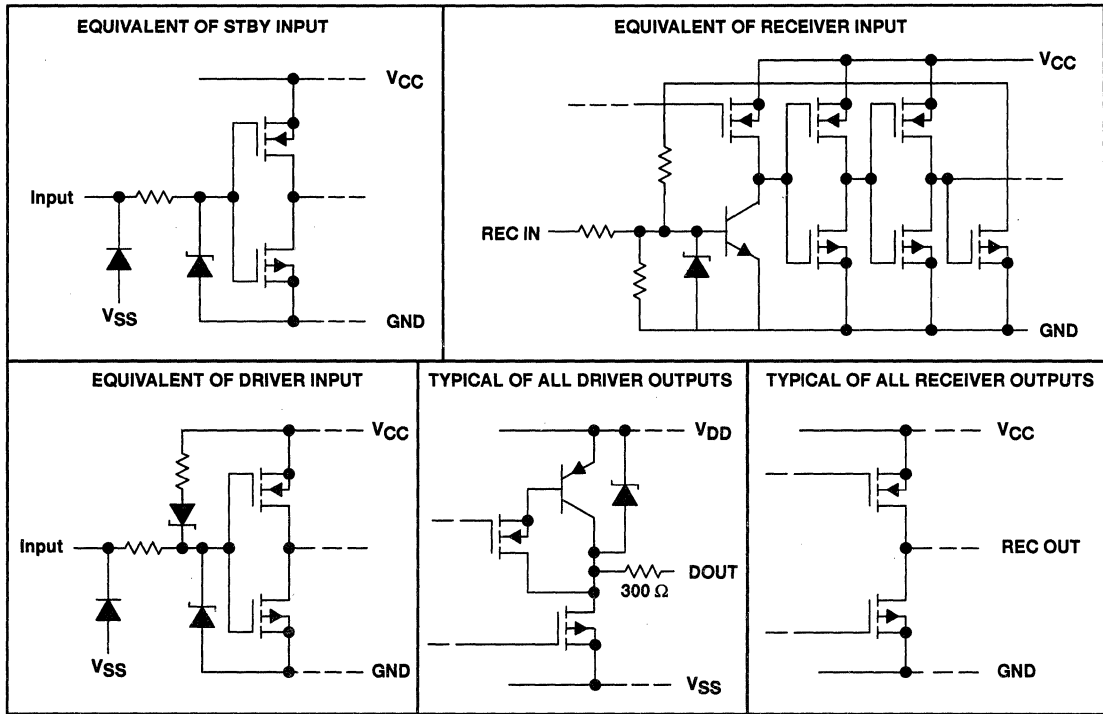 EQUIVALENT OF STBY INPUT
VCC
Input
VSS
GND
EQUIVALENT OF RECEIVER INPUT
VCC
REC IN
GND
EQUIVALENT OF DRIVER INPUT
VCC
Input
VSS
GND
TYPICAL OF ALL DRIVER OUTPUTS
VDD
DOUT
300 Ω
VSS
TYPICAL OF ALL RECEIVER OUTPUTS
VCC
REC OUT
GND